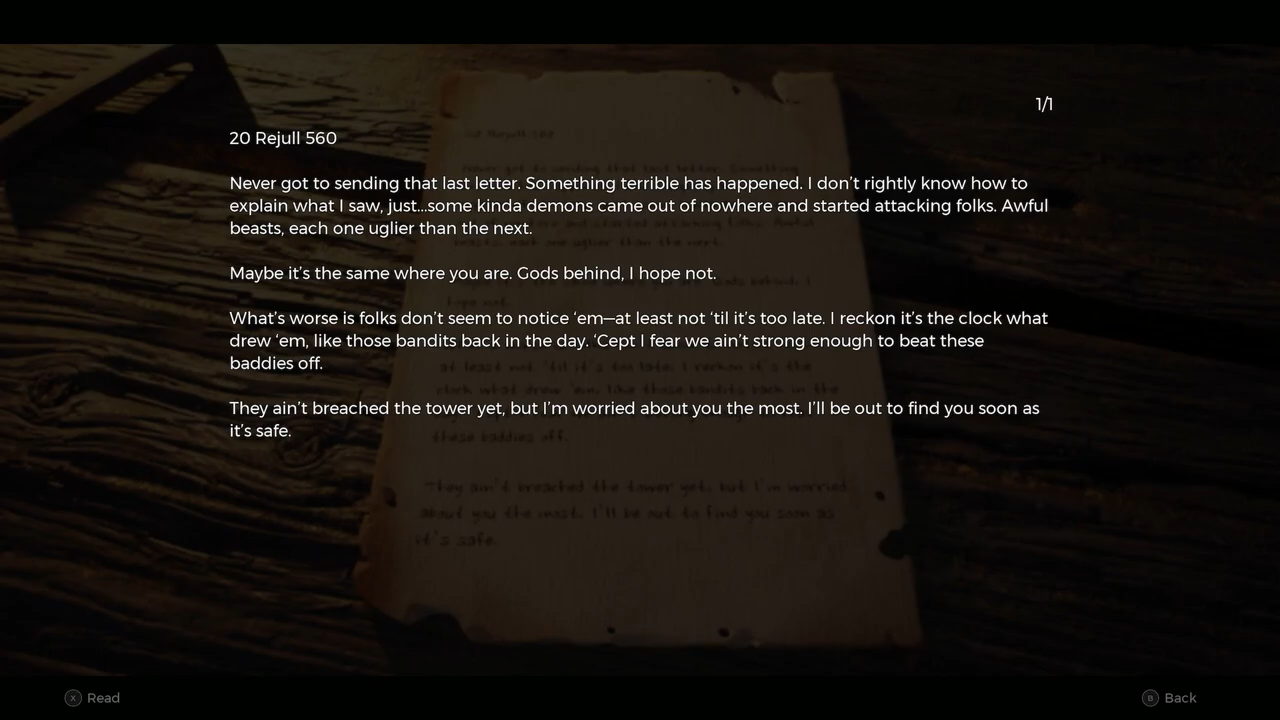 1/1
20 Rejull 560
Never got to sending that last letter. Something terrible has happened. I don’t rightly know how to
explain what I saw, just...some kinda demons came out of nowhere and started attacking folks. Awful
beasts, each one uglier than the next.
Maybe it’s the same where you are. Gods behind, I hope not.
What’s worse is folks don’t seem to notice ‘em—at least not ‘til it’s too late. I reckon it’s the clock what
drew ‘em, like those bandits back in the day. ‘Cept I fear we ain’t strong enough to beat these
baddies off.
They ain’t breached the tower yet, but I’m worried about you the most. I’ll be out to find you soon as
it’s safe.
X Read
B Back